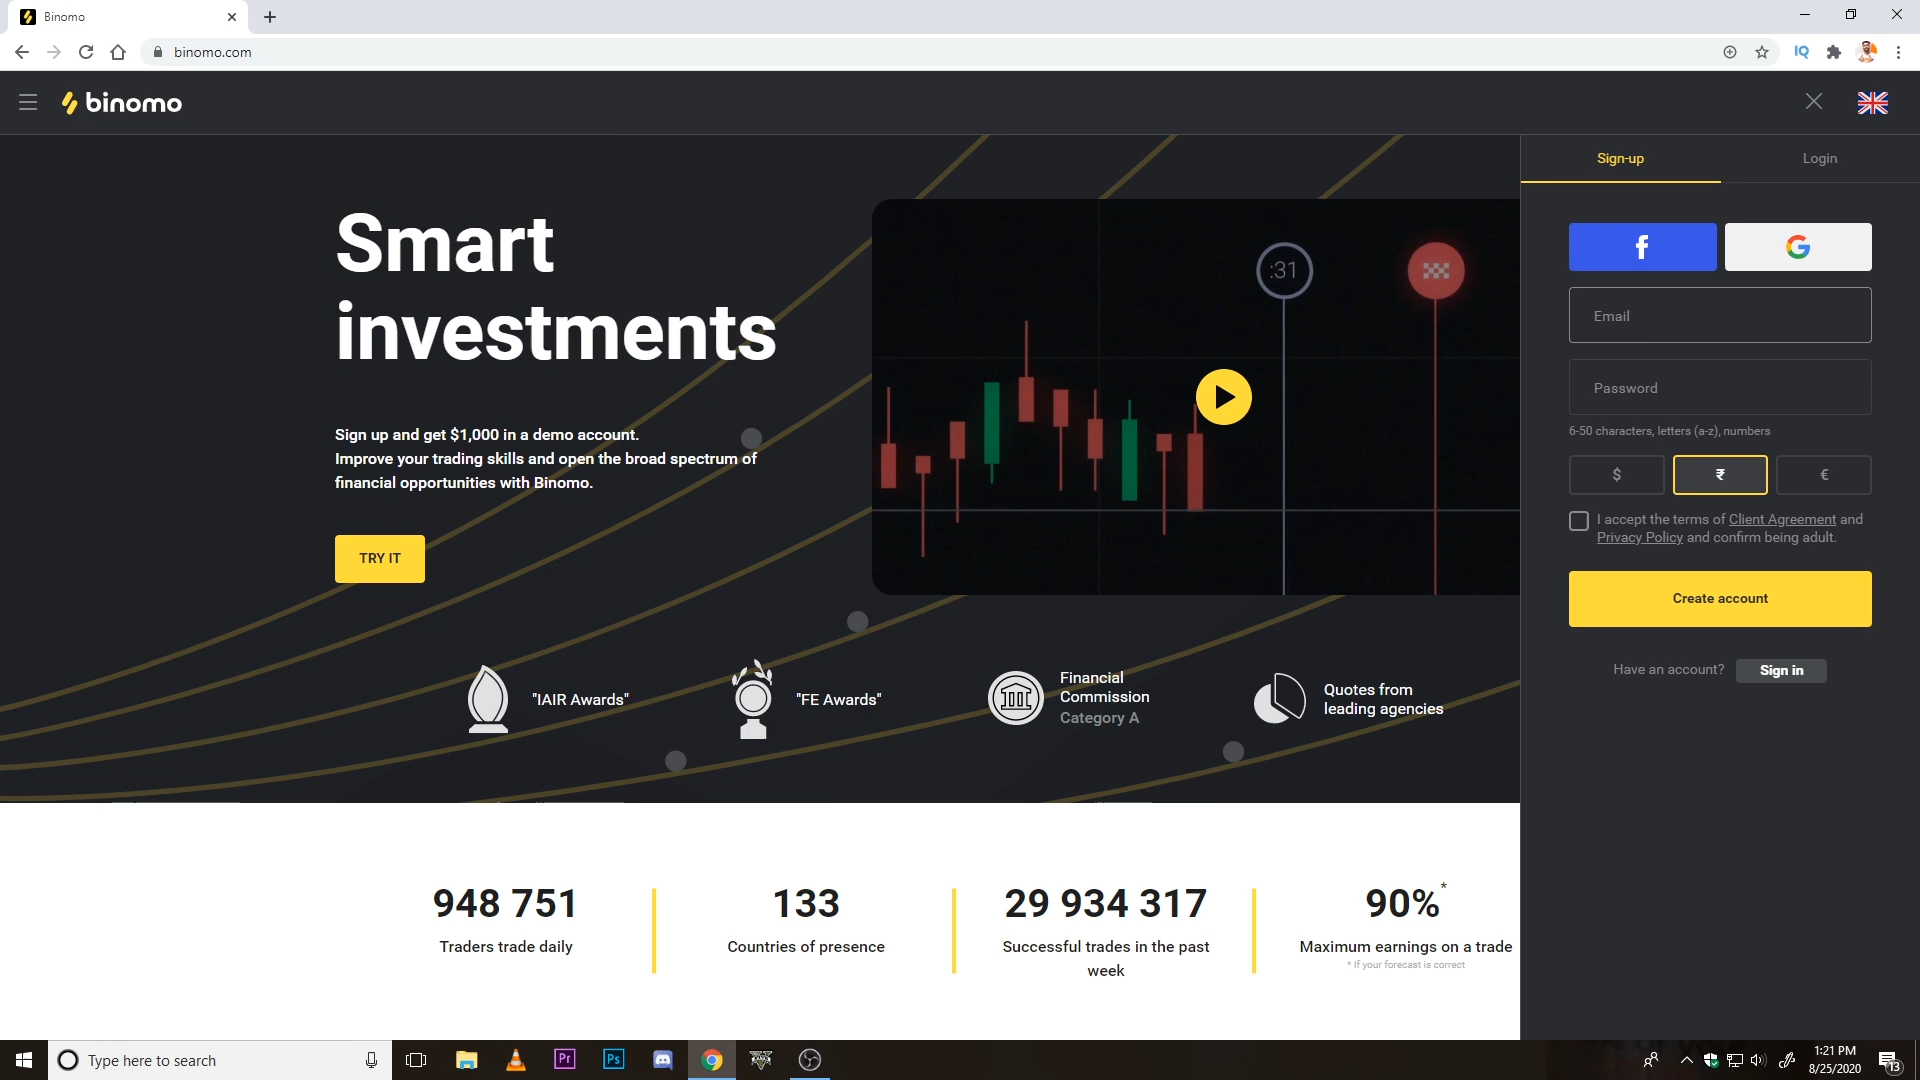 Binomo
binomo.com
IQ
binomo
Sign-up
Login
Smart
investments
:31
f
G
Email
Password
6-50 characters, letters (a-z), numbers
$
₹
€
Sign up and get $1,000 in a demo account.
Improve your trading skills and open the broad spectrum of
financial opportunities with Binomo.
TRY IT
I accept the terms of Client Agreement and
Privacy Policy and confirm being adult.
Create account
Have an account?
Sign in
"IAIR Awards"
"FE Awards"
Financial
Commission
Category A
Quotes from
leading agencies
948 751
Traders trade daily
133
Countries of presence
29 934 317
Successful trades in the past
week
90%*
Maximum earnings on a trade
* If your forecast is correct
Type here to search
Pr
Ps
1:21 PM
8/25/2020
13